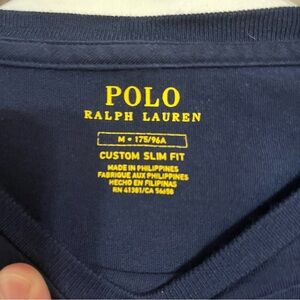 POLO
RALPH LAUREN
M • 175/96A
CUSTOM SLIM FIT
MADE IN PHILIPPINES
FABRIQUE AUX PHILIPPINES
HECHO EN FILIPINAS
RN 41381/CA 56658